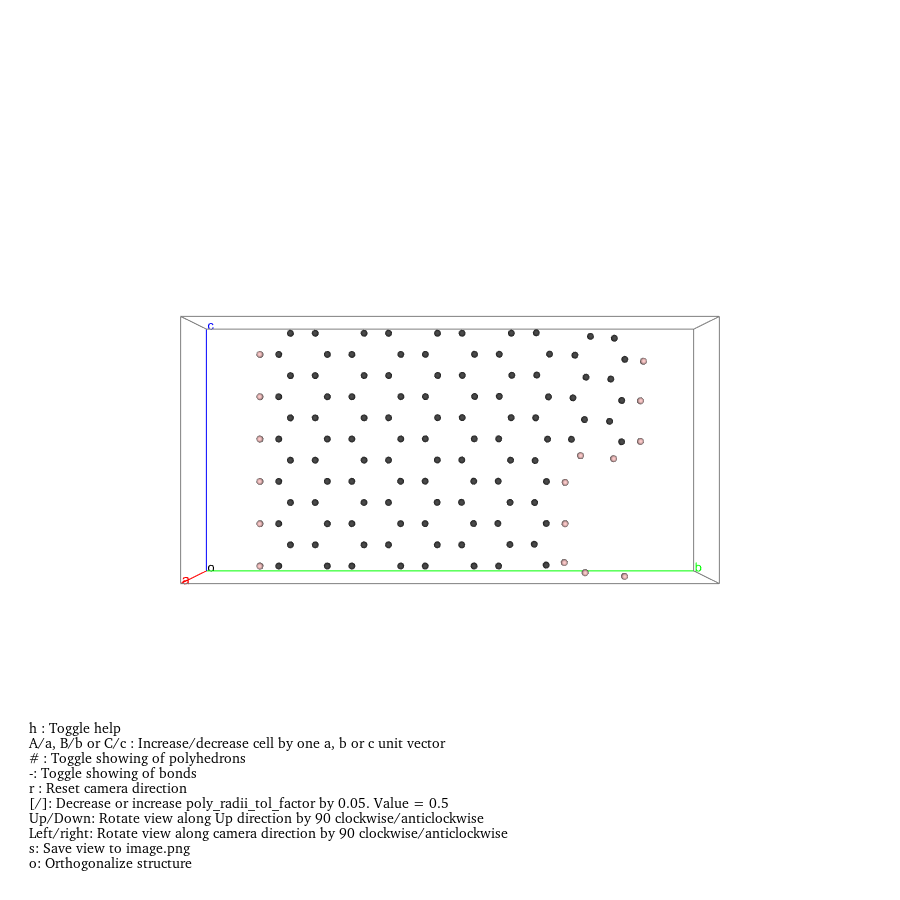 c
o
a
b
h : Toggle help
A/a, B/b or C/c : Increase/decrease cell by one a, b or c unit vector
# : Toggle showing of polyhedrons
-: Toggle showing of bonds
r : Reset camera direction
[/]: Decrease or increase poly_radii_tol_factor by 0.05. Value = 0.5
Up/Down: Rotate view along Up direction by 90 clockwise/anticlockwise
Left/right: Rotate view along camera direction by 90 clockwise/anticlockwise
s: Save view to image.png
o: Orthogonalize structure